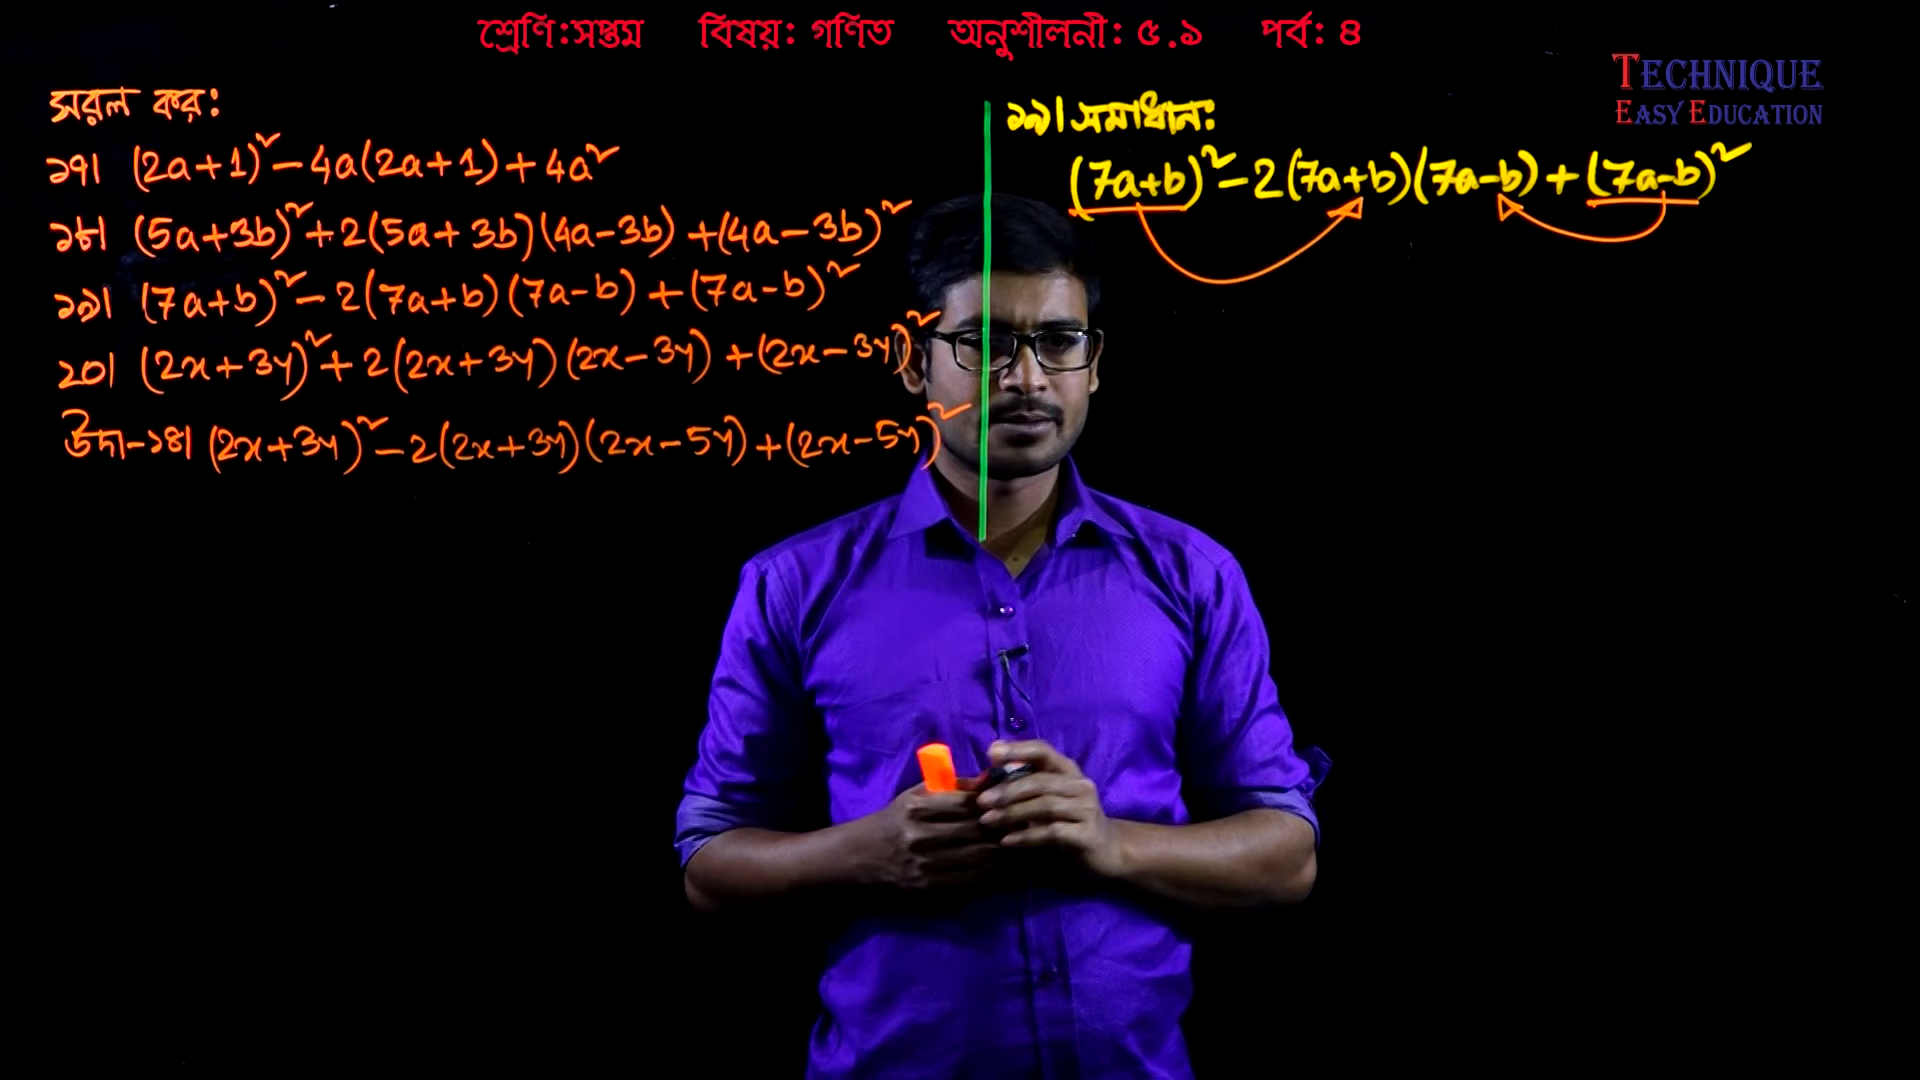 শ্রেণি:সপ্তম বিষয়: গণিত অনুশীলনী: ৫.১ পর্ব: ৪
TECHNIQUE
EASY EDUCATION
সরল কর:
১৭। (2a+1)² - 4a(2a+1) + 4a²
১৮। (5a+3b)² + 2(5a+3b)(4a-3b) + (4a-3b)²
১৯। (7a+b)² - 2(7a+b)(7a-b) + (7a-b)²
২০। (2x+3y)² + 2(2x+3y)(2x-3y) + (2x-3y)²
উদা-১৪। (2x+3y)² - 2(2x+3y)(2x-5y) + (2x-5y)²
১৯। সমাধান:
(7a+b)² - 2(7a+b)(7a-b) + (7a-b)²